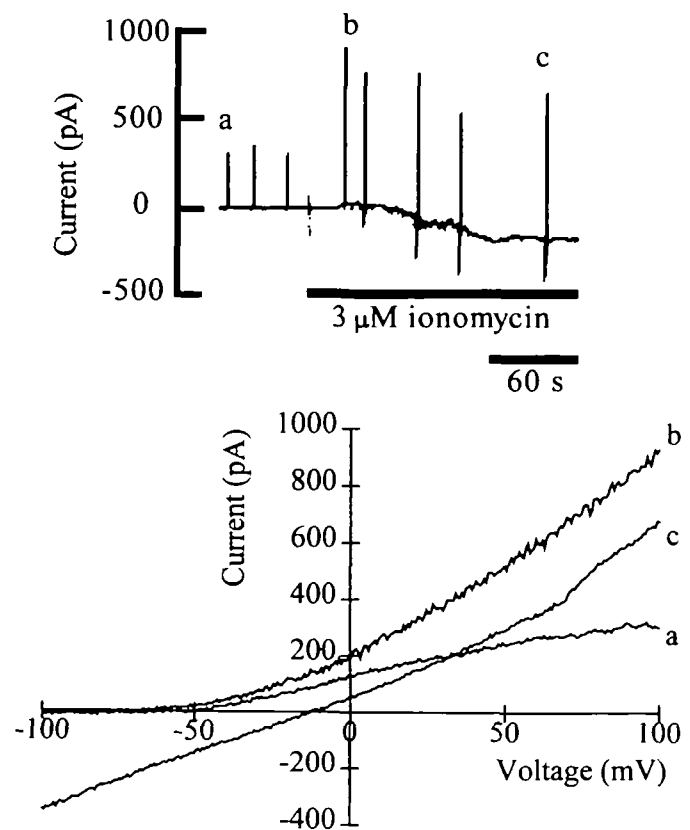 1000
500
0
-500
Current (pA)
a
b
c
3 μM ionomycin
60 s
1000
800
600
400
200
-200
-400
Current (pA)
-100
-50
0
50
100
Voltage (mV)
b
c
a